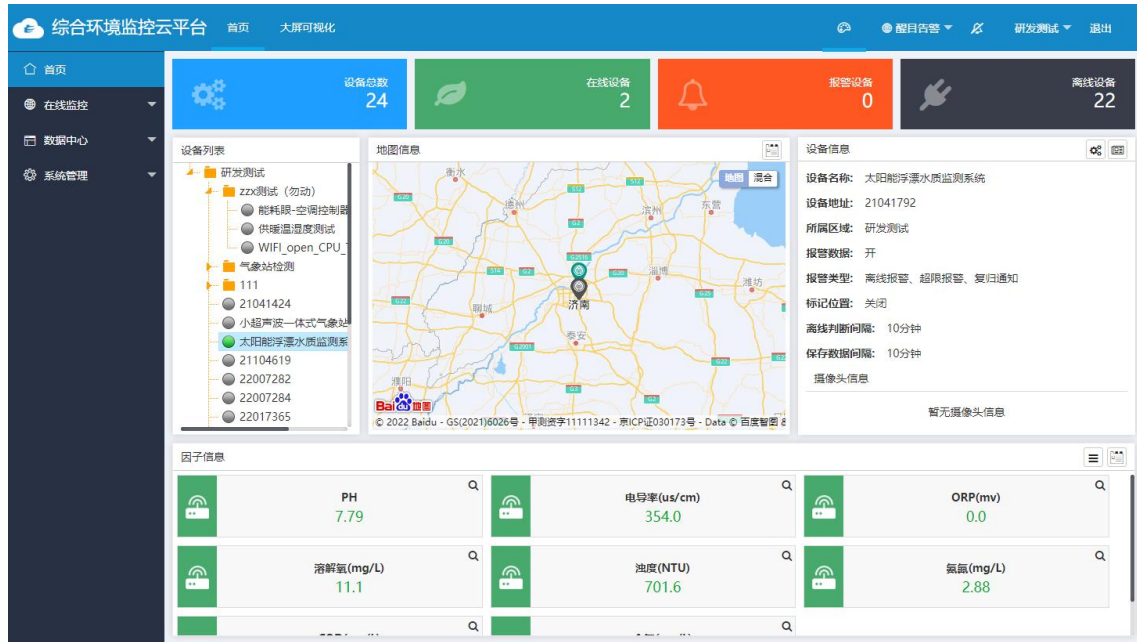 综合环境监控云平台 首页 大屏可视化 醒目告警 研发测试 退出
首页
在线监控
数据中心
系统管理
设备总数
24
在线设备
2
报警设备
0
离线设备
22
设备列表
研发测试
zzx测试（勿动）
能耗眼-空调控制器
供暖温湿度测试
WIFI_open_CPU_
气象站检测
111
21041424
小超声波一体式气象站
太阳能浮漂水质监测系
21104619
22007282
22007284
22017365
地图信息
地图 混合
衡水
德州
滨州
东营
淄博
潍坊
济南
聊城
泰安
濮阳
Bai 地图
© 2022 Baidu - GS(2021)6026号 - 甲测资字11111342 - 京ICP证030173号 - Data © 百度智图 &
设备信息
设备名称: 太阳能浮漂水质监测系统
设备地址: 21041792
所属区域: 研发测试
报警数据: 开
报警类型: 离线报警、超限报警、复归通知
标记位置: 关闭
离线判断间隔: 10分钟
保存数据间隔: 10分钟
摄像头信息
暂无摄像头信息
因子信息
PH
7.79
电导率(us/cm)
354.0
ORP(mv)
0.0
溶解氧(mg/L)
11.1
浊度(NTU)
701.6
氨氮(mg/L)
2.88